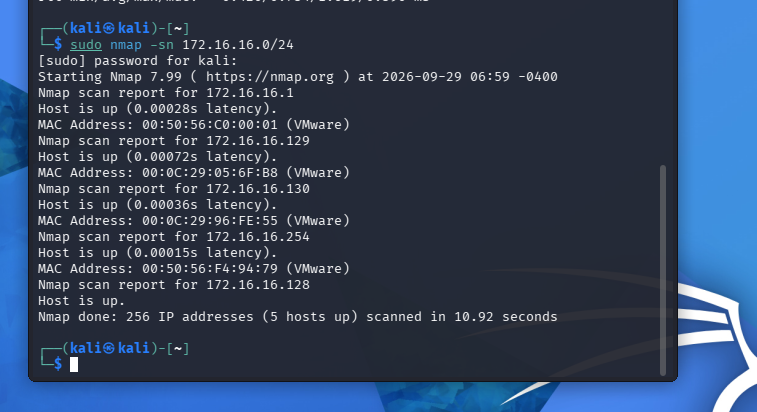 ┌──(kali㉿kali)-[~]
└─$ sudo nmap -sn 172.16.16.0/24
[sudo] password for kali:
Starting Nmap 7.99 ( https://nmap.org ) at 2026-09-29 06:59 -0400
Nmap scan report for 172.16.16.1
Host is up (0.00028s latency).
MAC Address: 00:50:56:C0:00:01 (VMware)
Nmap scan report for 172.16.16.129
Host is up (0.00072s latency).
MAC Address: 00:0C:29:05:6F:B8 (VMware)
Nmap scan report for 172.16.16.130
Host is up (0.00036s latency).
MAC Address: 00:0C:29:96:FE:55 (VMware)
Nmap scan report for 172.16.16.254
Host is up (0.00015s latency).
MAC Address: 00:50:56:F4:94:79 (VMware)
Nmap scan report for 172.16.16.128
Host is up.
Nmap done: 256 IP addresses (5 hosts up) scanned in 10.92 seconds
┌──(kali㉿kali)-[~]
└─$